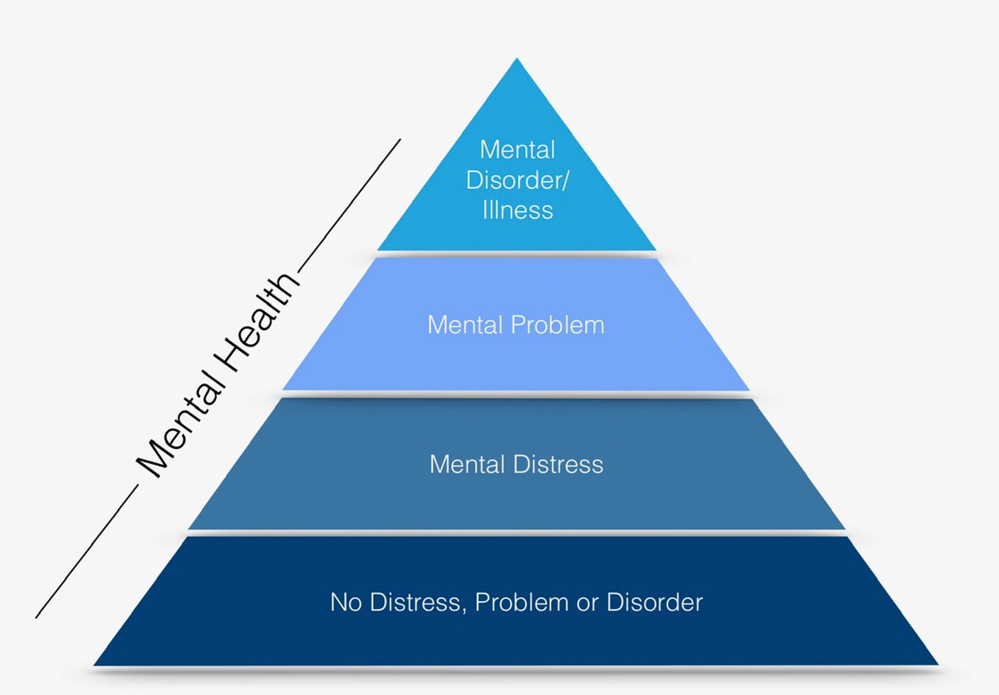 Mental
Disorder/
Illness
Mental Health
Mental Problem
Mental Distress
No Distress, Problem or Disorder